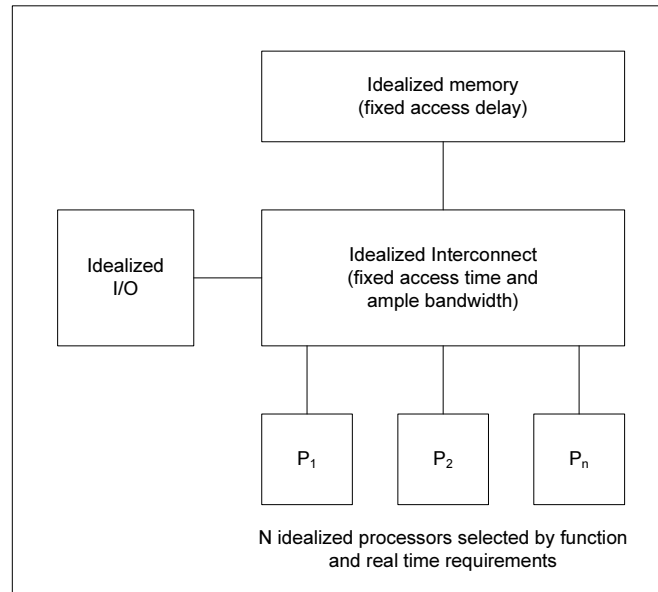 Idealized memory
(fixed access delay)
Idealized
I/O
Idealized Interconnect
(fixed access time and
ample bandwidth)
P₁
P₂
Pₙ
N idealized processors selected by function
and real time requirements